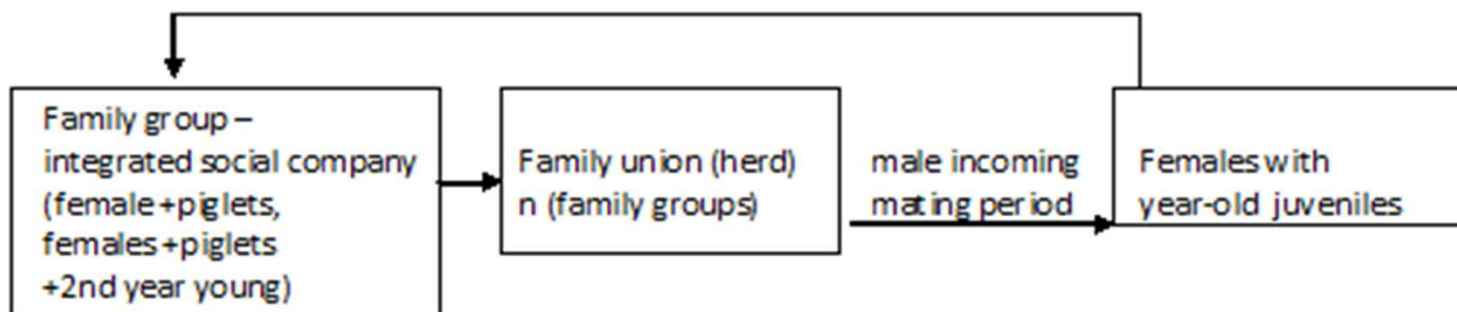 Family group –
integrated social company
(female+piglets,
females+piglets
+2nd year young)
Family union (herd)
n (family groups)
male incoming
mating period
Females with
year-old juveniles